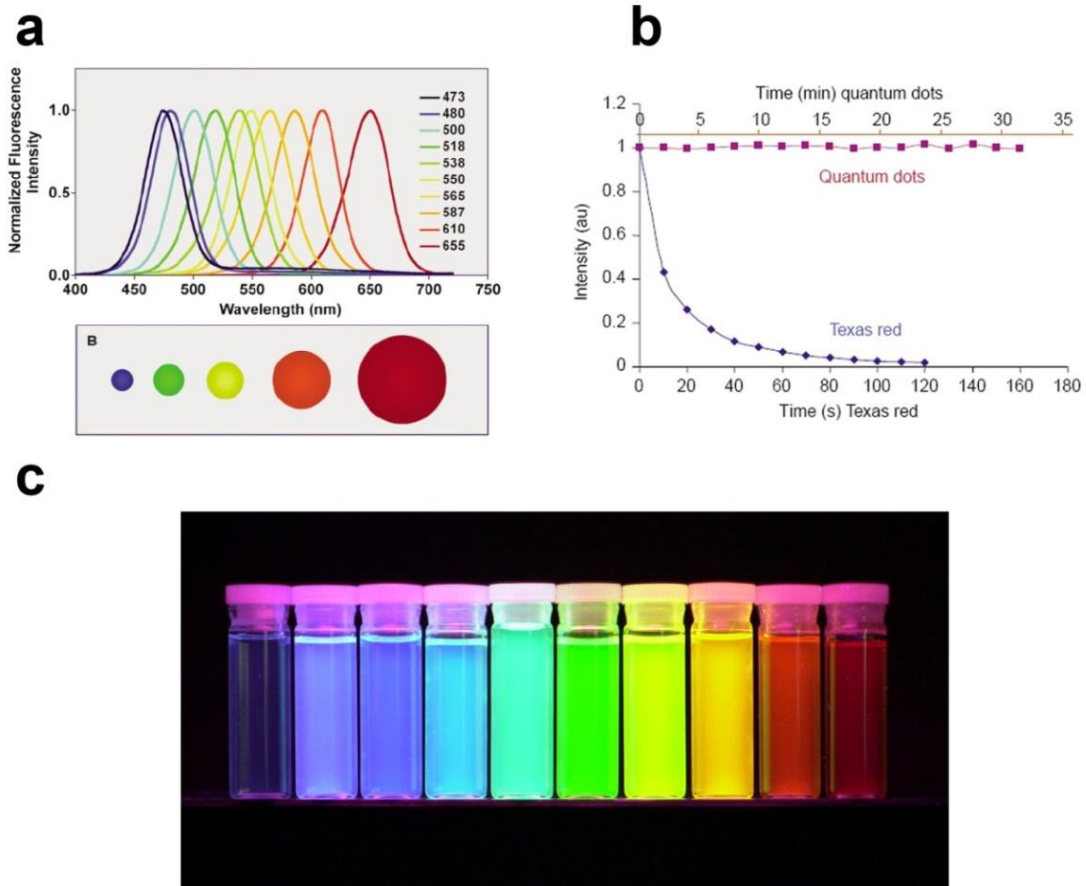 a
Normalized Fluorescence
Intensity
1.0
0.5
0.0
400 450 500 550 600 650 700 750
Wavelength (nm)
473
480
500
518
538
550
565
587
610
655
B
b
Time (min) quantum dots
0 5 10 15 20 25 30 35
Intensity (au)
1.2
1
0.8
0.6
0.4
0.2
0
Quantum dots
Texas red
0 20 40 60 80 100 120 140 160 180
Time (s) Texas red
c